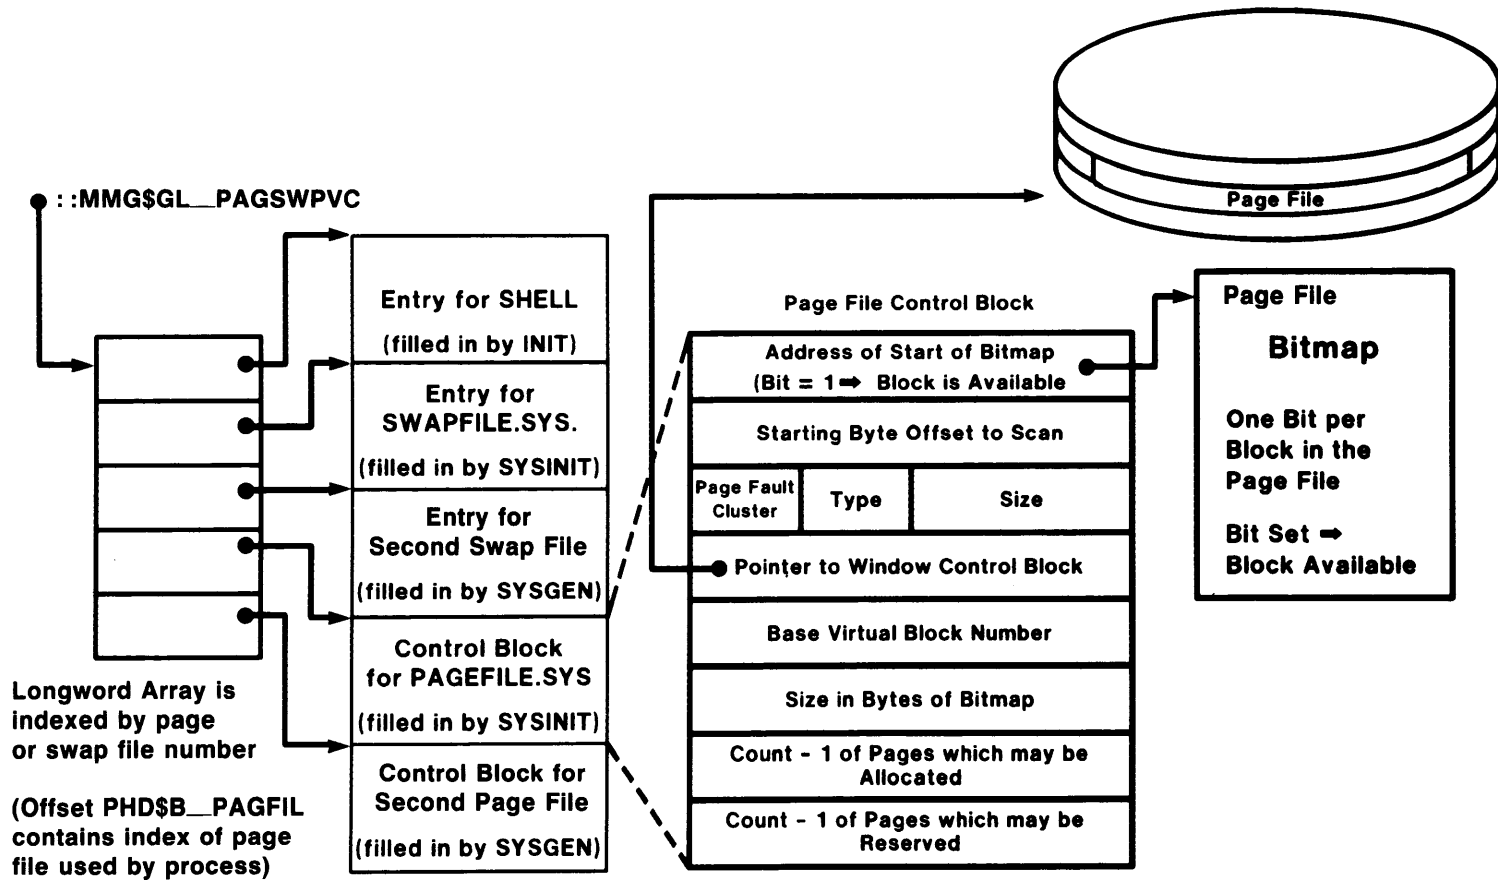 Page File
::MMG$GL__PAGSWPVC
Entry for SHELL
(filled in by INIT)
Entry for
SWAPFILE.SYS.
(filled in by SYSINIT)
Entry for
Second Swap File
(filled in by SYSGEN)
Control Block
for PAGEFILE.SYS
(filled in by SYSINIT)
Control Block for
Second Page File
(filled in by SYSGEN)
Longword Array is
indexed by page
or swap file number
(Offset PHD$B__PAGFIL
contains index of page
file used by process)
Page File Control Block
Address of Start of Bitmap
(Bit = 1⇒ Block is Available
Starting Byte Offset to Scan
Page Fault
Cluster
Type
Size
Pointer to Window Control Block
Base Virtual Block Number
Size in Bytes of Bitmap
Count - 1 of Pages which may be
Allocated
Count - 1 of Pages which may be
Reserved
Page File
Bitmap
One Bit per
Block in the
Page File
Bit Set ⇒
Block Available